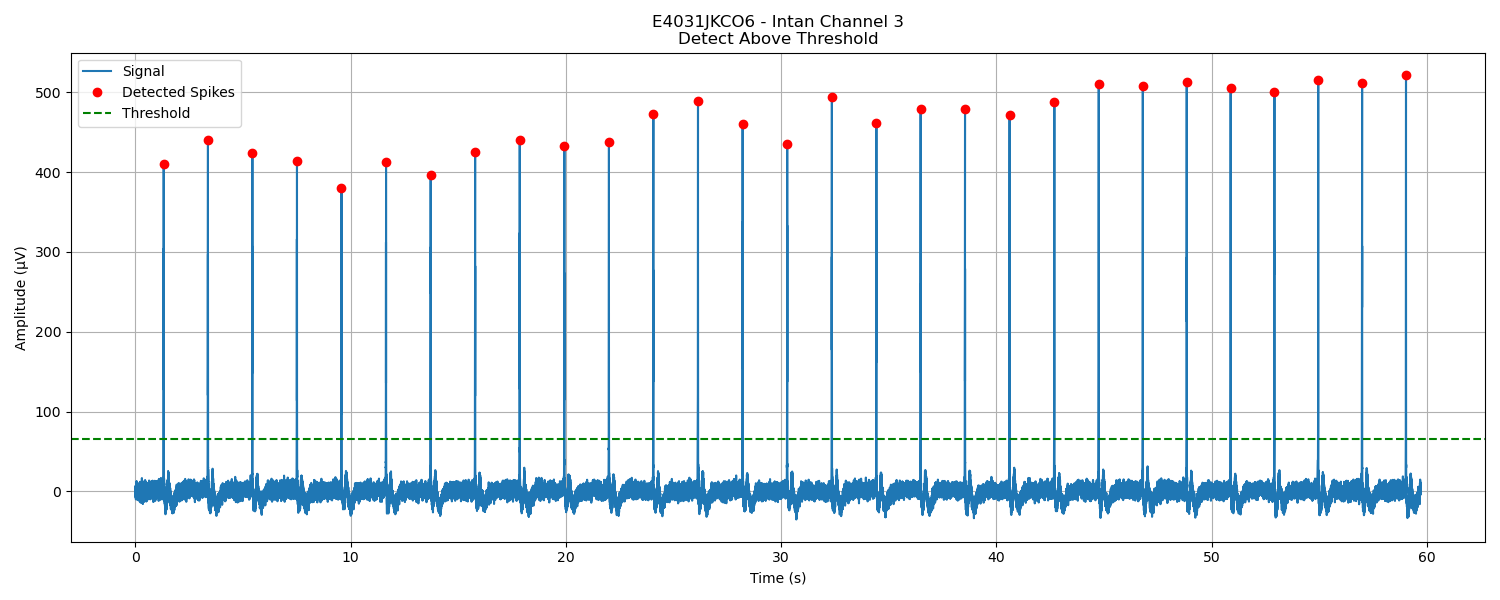 E4031JKCO6 - Intan Channel 3
Detect Above Threshold
Signal
Detected Spikes
Threshold
Amplitude (µV)
500
400
300
200
100
0
0 10 20 30 40 50 60
Time (s)